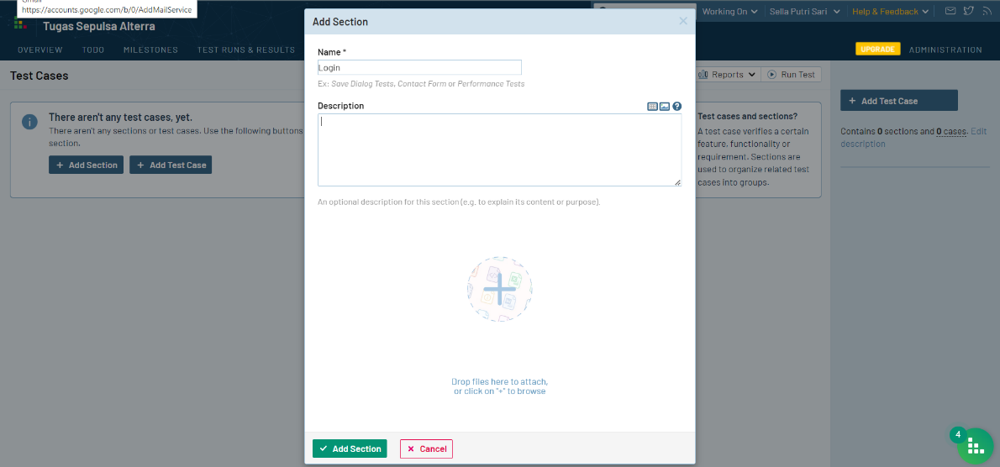 https://accounts.google.com/b/0/AddMailService
Tugas Sepulsa Alterra
Working On
Sella Putri Sari
Help & Feedback
OVERVIEW
TODO
MILESTONES
TEST RUNS & RESULTS
UPGRADE
ADMINISTRATION
Test Cases
Reports
Run Test
There aren't any test cases, yet.
There aren't any sections or test cases. Use the following buttons
section.
+ Add Section
+ Add Test Case
Add Section
Name *
Login
Ex: Save Dialog Tests, Contact Form or Performance Tests
Description
An optional description for this section (e.g. to explain its content or purpose).
Drop files here to attach,
or click on "+" to browse
Add Section
Cancel
Test cases and sections?
A test case verifies a certain
feature, functionality or
requirement. Sections are
used to organize related test
cases into groups.
+ Add Test Case
Contains 0 sections and 0 cases. Edit
description
4